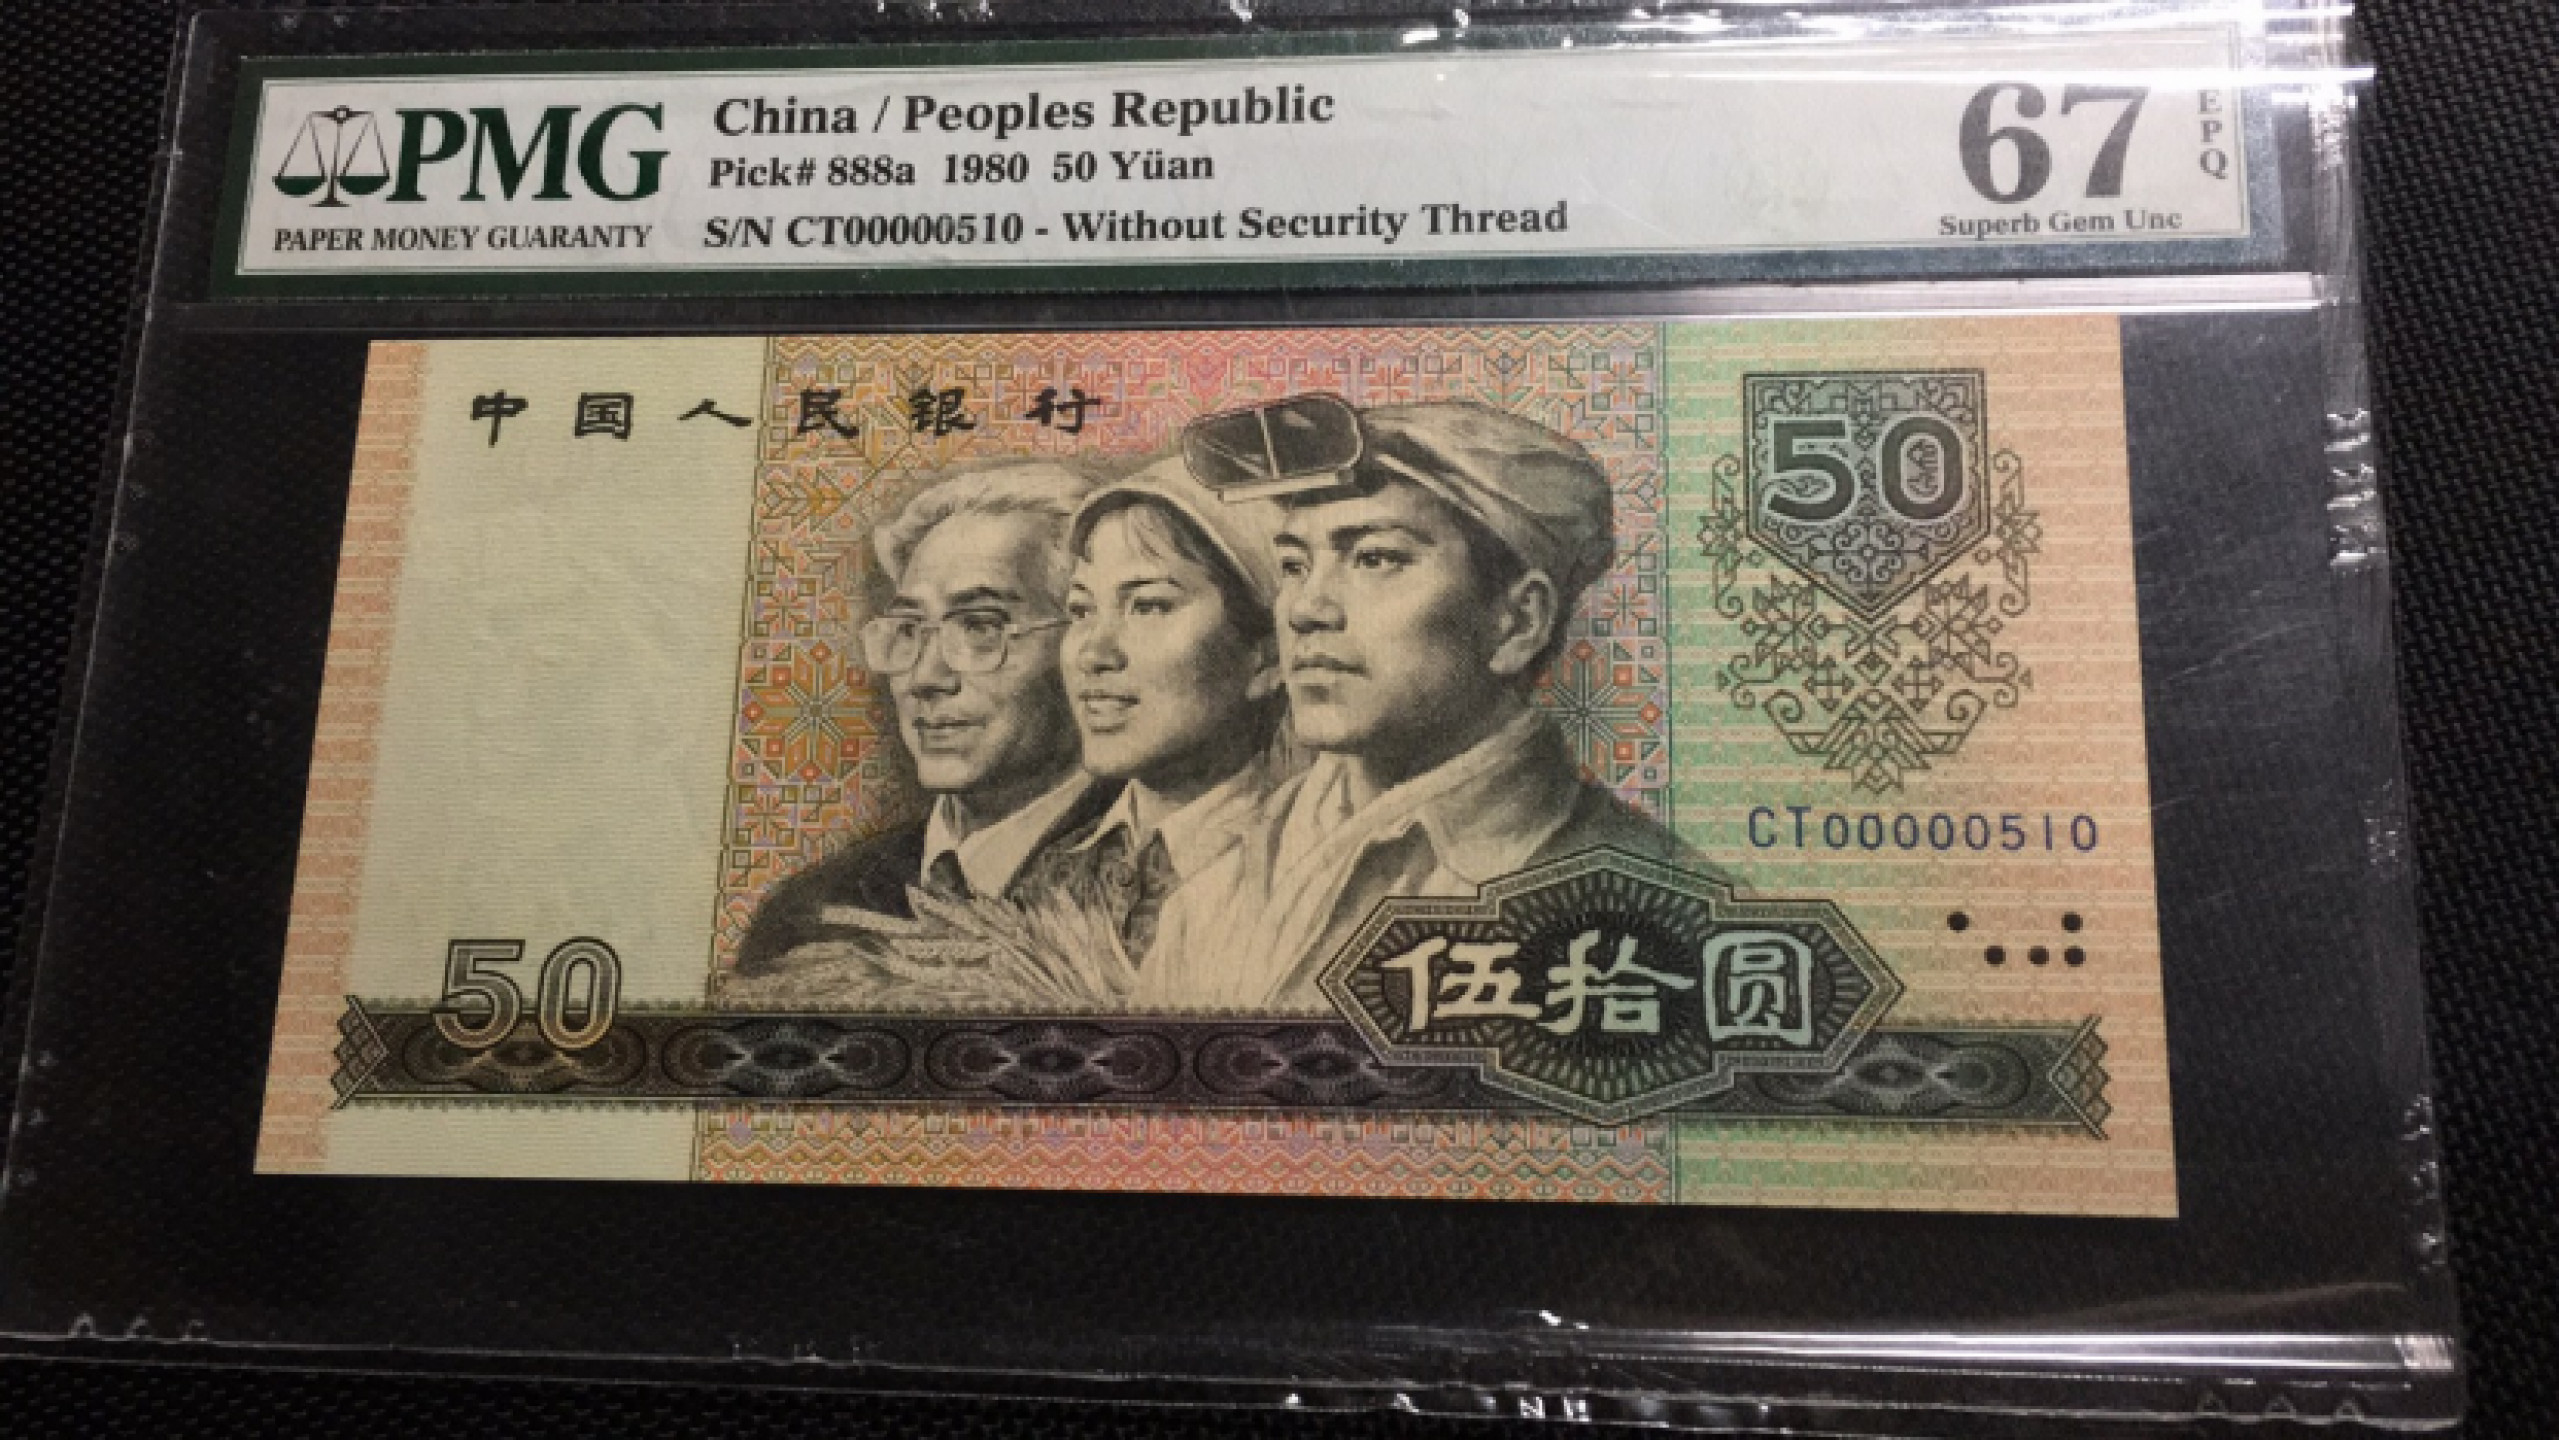 PMG
PAPER MONEY GUARANTY
China / Peoples Republic
Pick# 888a 1980 50 Yüan
S/N CT00000510 - Without Security Thread
67
EPQ
Superb Gem Unc
中国人民银行
50
CT00000510
50
伍拾圆